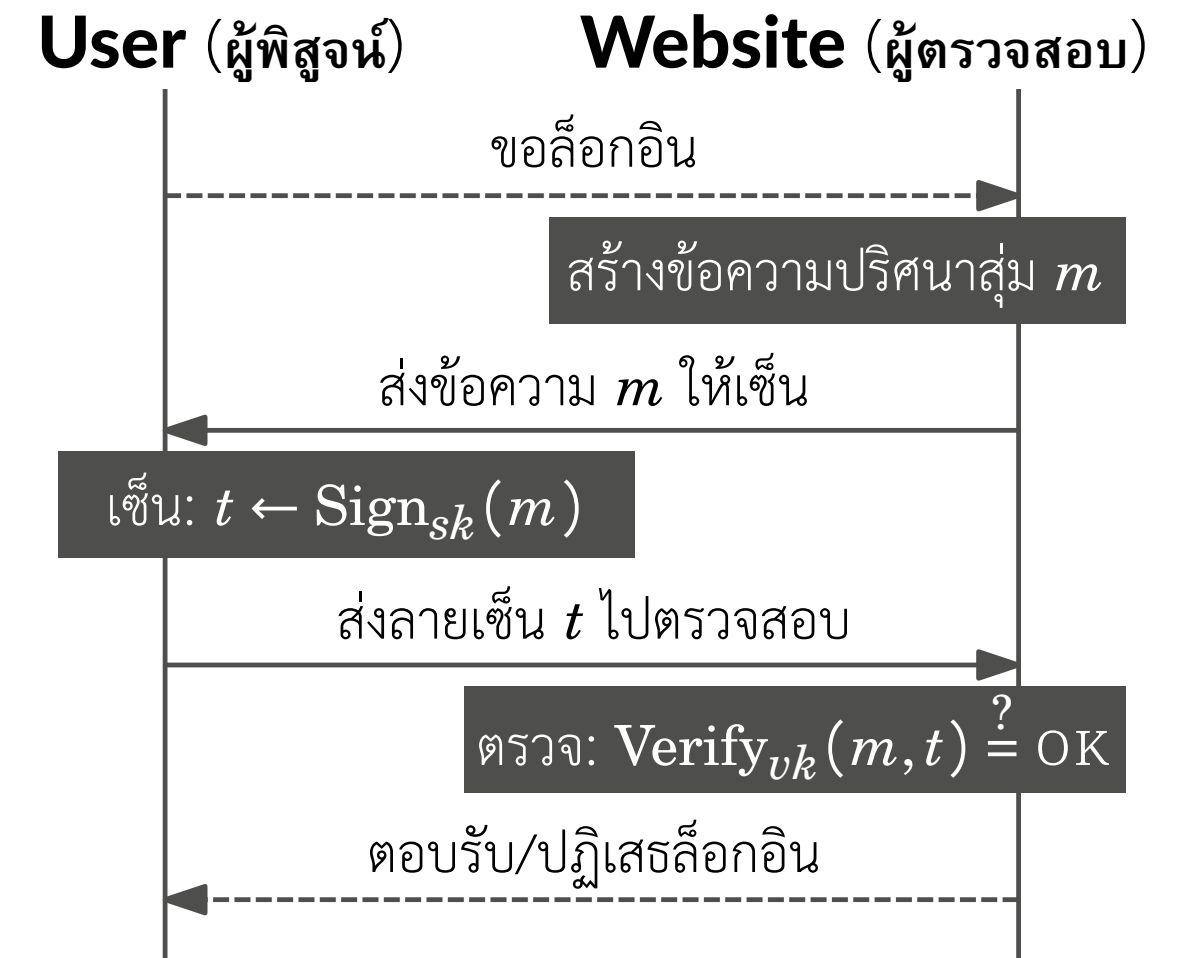 User (ผู้พิสูจน์)
Website (ผู้ตรวจสอบ)
ขอล็อกอิน
สร้างข้อความปริศนาสุ่ม m
ส่งข้อความ m ให้เซ็น
เซ็น: t ← Sign_sk(m)
ส่งลายเซ็น t ไปตรวจสอบ
ตรวจ: Verify_vk(m, t) ≟ OK
ตอบรับ/ปฏิเสธล็อกอิน